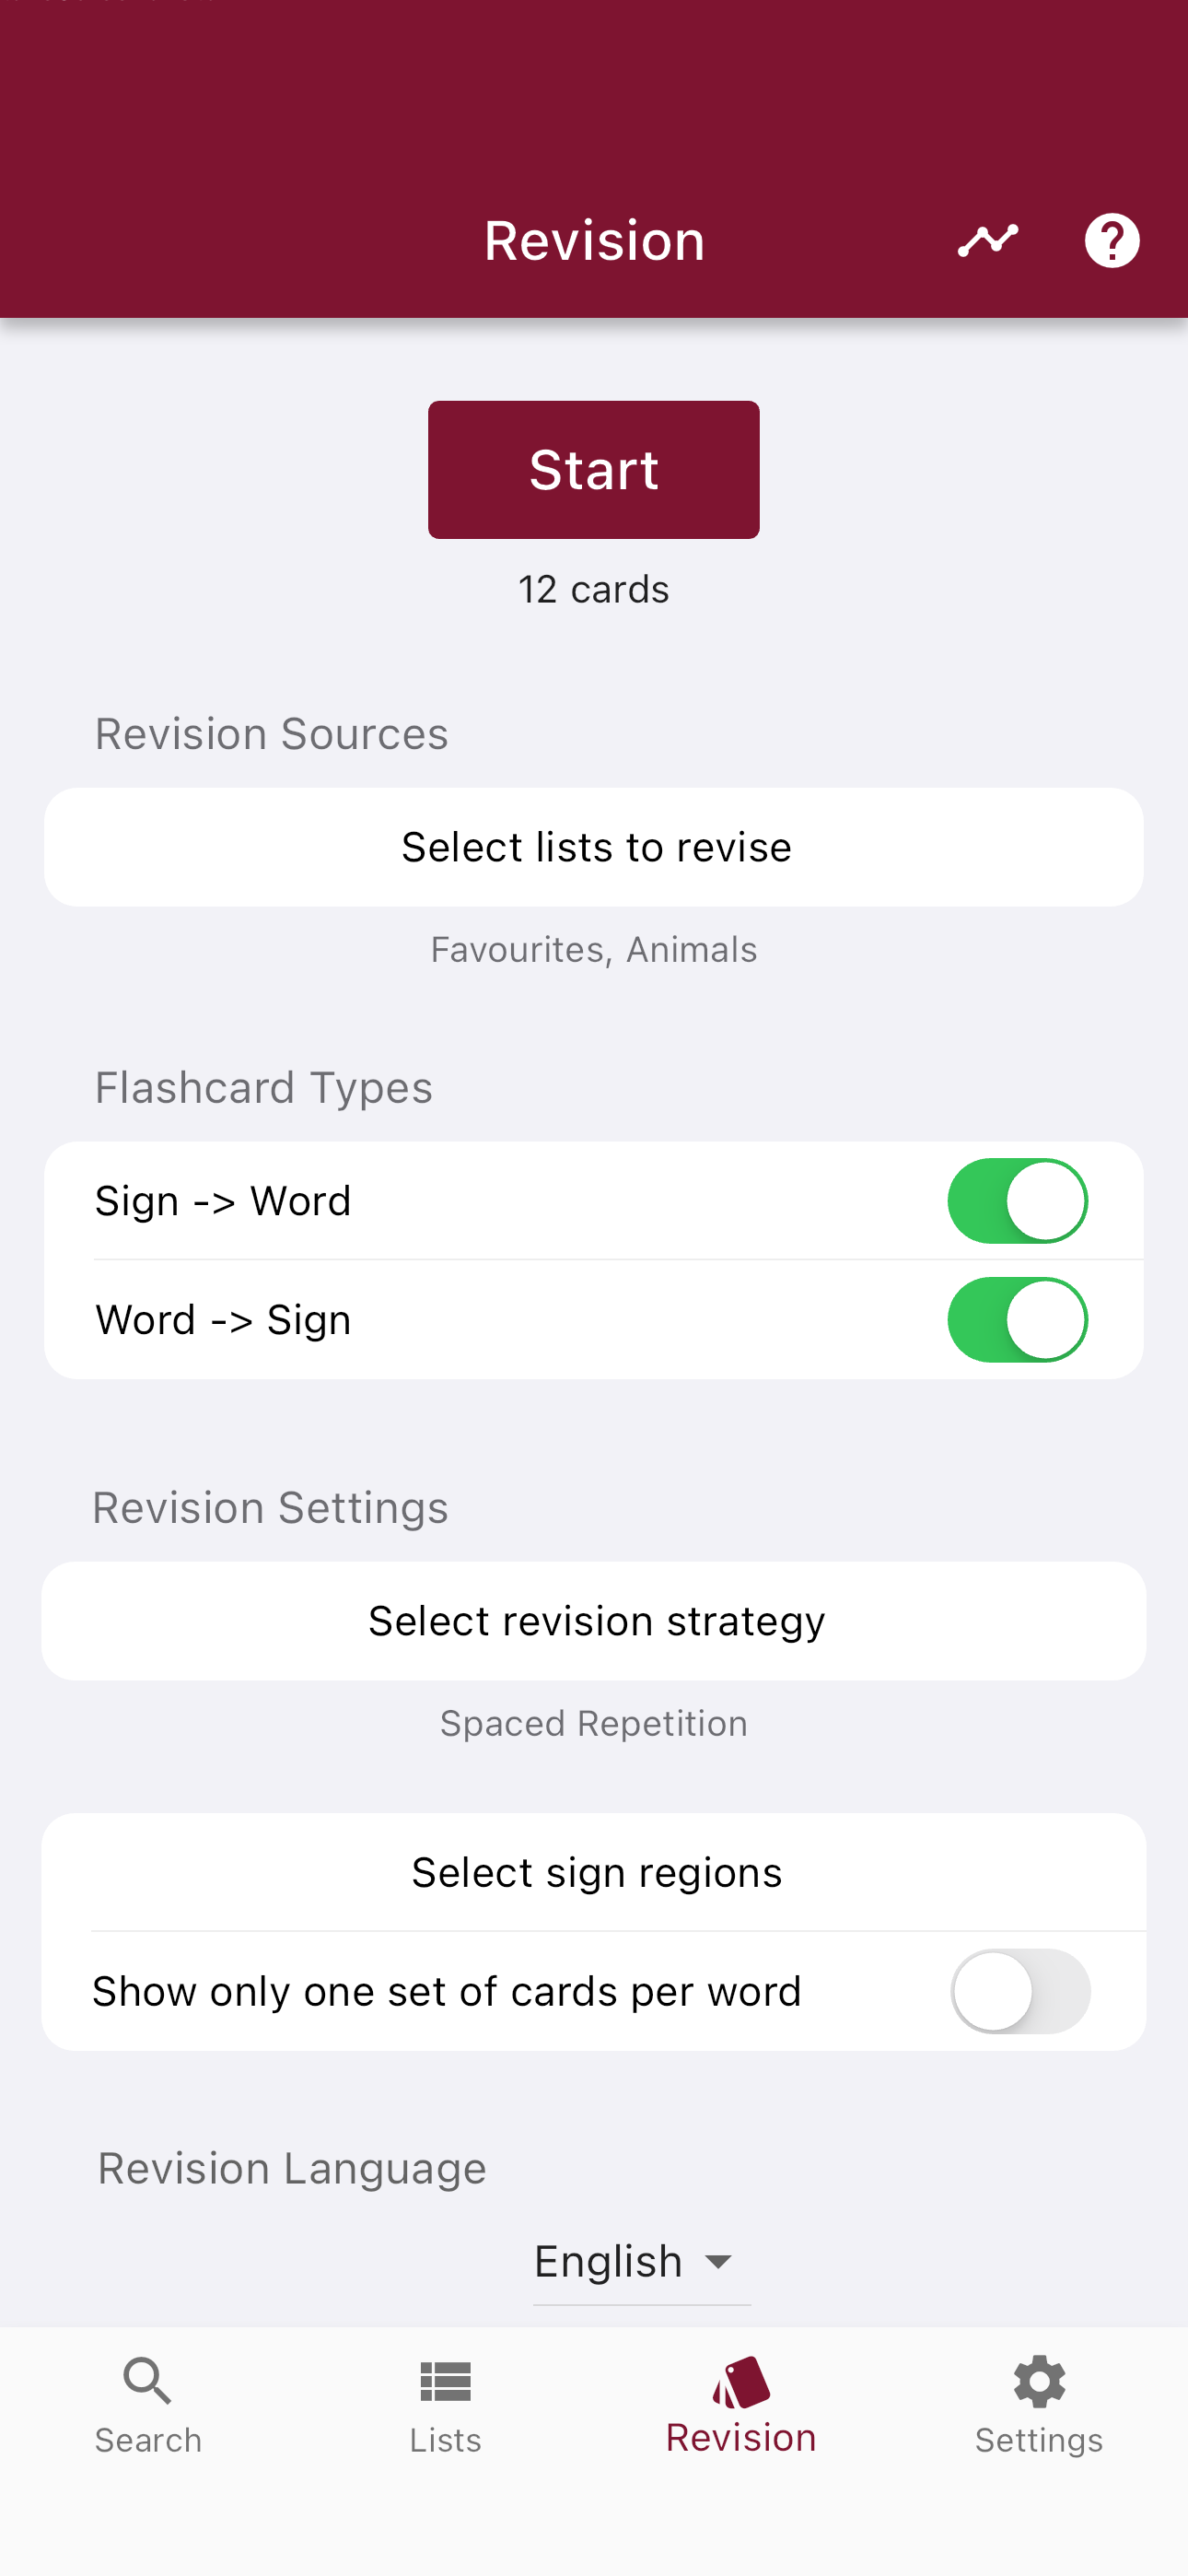 Revision
Start
12 cards
Revision Sources
Select lists to revise
Favourites, Animals
Flashcard Types
Sign -> Word
Word -> Sign
Revision Settings
Select revision strategy
Spaced Repetition
Select sign regions
Show only one set of cards per word
Revision Language
English
Search
Lists
Revision
Settings